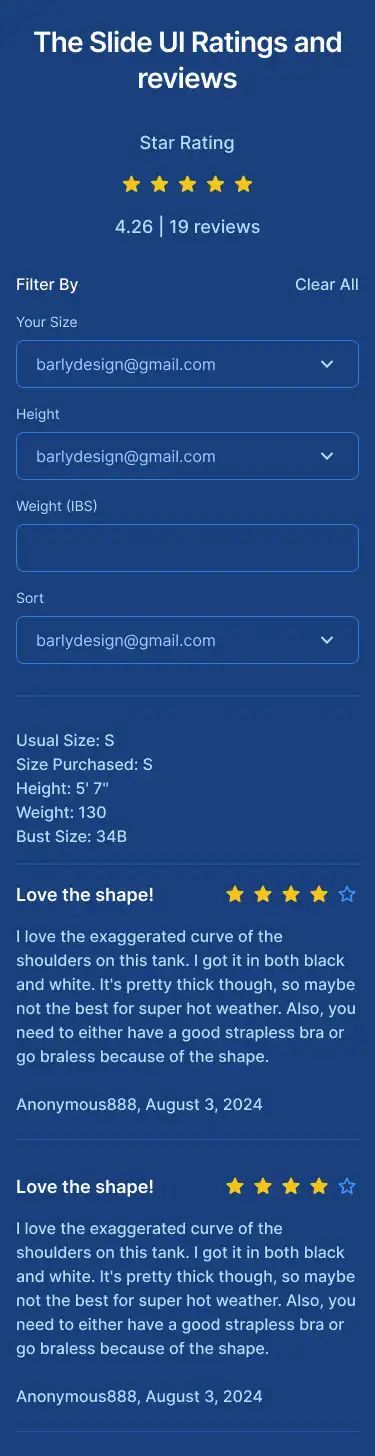 The Slide UI Ratings and
reviews
Star Rating
4.26 | 19 reviews
Filter By
Clear All
Your Size
barlydesign@gmail.com
Height
barlydesign@gmail.com
Weight (IBS)
Sort
barlydesign@gmail.com
Usual Size: S
Size Purchased: S
Height: 5' 7"
Weight: 130
Bust Size: 34B
Love the shape!
I love the exaggerated curve of the
shoulders on this tank. I got it in both black
and white. It's pretty thick though, so maybe
not the best for super hot weather. Also, you
need to either have a good strapless bra or
go braless because of the shape.
Anonymous888, August 3, 2024
Love the shape!
I love the exaggerated curve of the
shoulders on this tank. I got it in both black
and white. It's pretty thick though, so maybe
not the best for super hot weather. Also, you
need to either have a good strapless bra or
go braless because of the shape.
Anonymous888, August 3, 2024